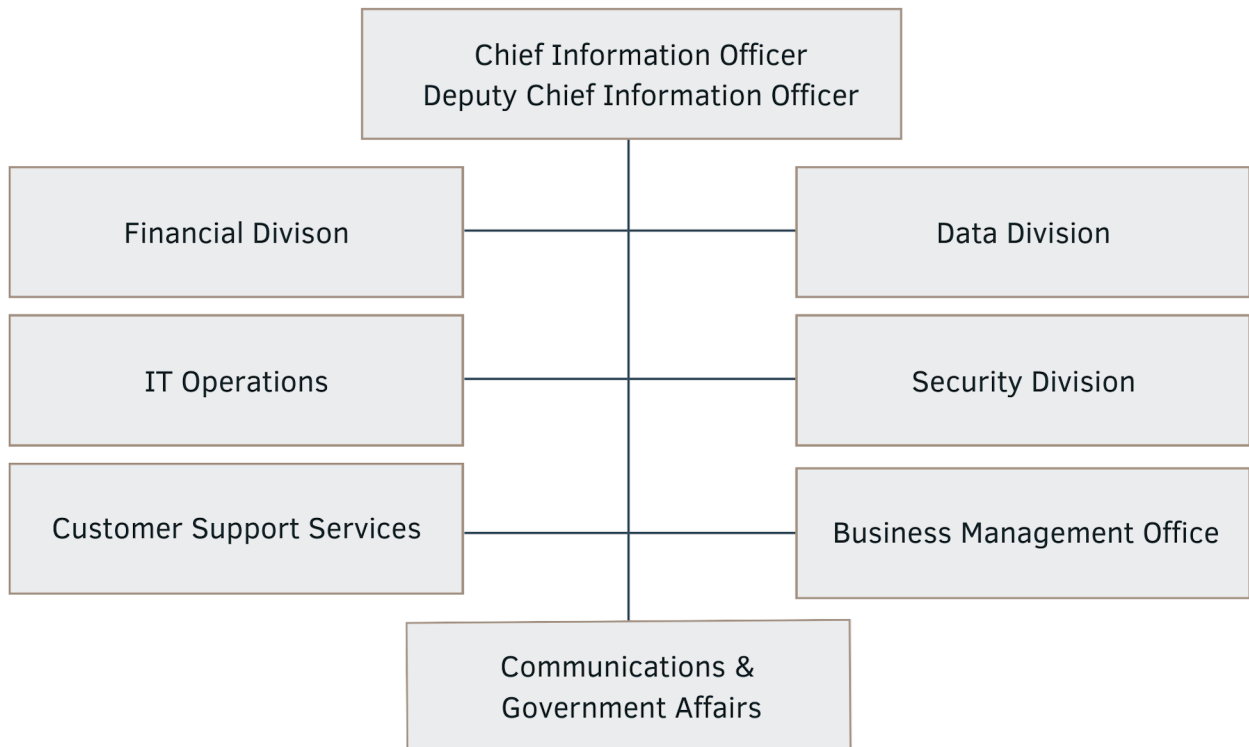 Chief Information Officer
Deputy Chief Information Officer
Financial Divison
Data Division
IT Operations
Security Division
Customer Support Services
Business Management Office
Communications &
Government Affairs